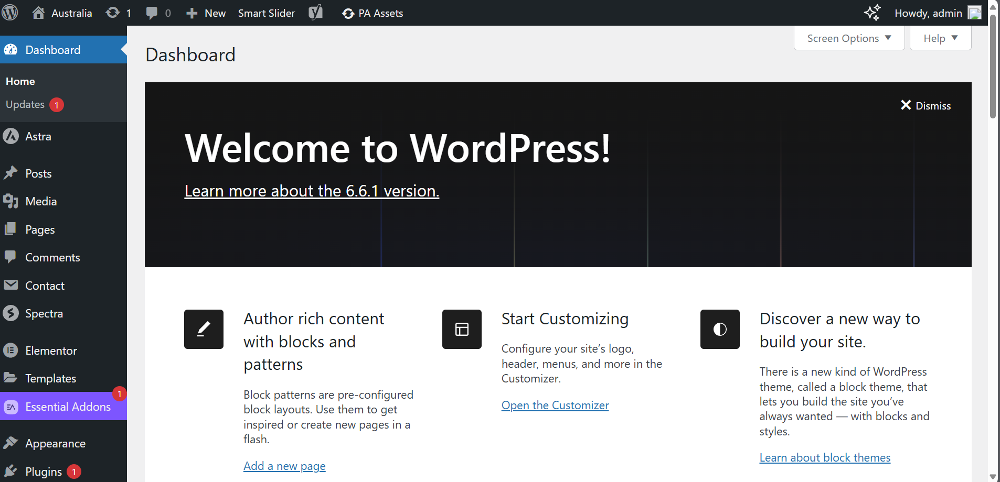 Australia 1 0 New Smart Slider PA Assets Howdy, admin
Screen Options Help
Dashboard
Home
Updates 1
Astra
Posts
Media
Pages
Comments
Contact
Spectra
Elementor
Templates
1
Essential Addons
Appearance
Plugins 1
Dashboard
Dismiss
Welcome to WordPress!
Learn more about the 6.6.1 version.
Author rich content
with blocks and
patterns
Block patterns are pre-configured
block layouts. Use them to get
inspired or create new pages in a
flash.
Add a new page
Start Customizing
Configure your site’s logo,
header, menus, and more in the
Customizer.
Open the Customizer
Discover a new way to
build your site.
There is a new kind of WordPress
theme, called a block theme, that
lets you build the site you’ve
always wanted — with blocks and
styles.
Learn about block themes